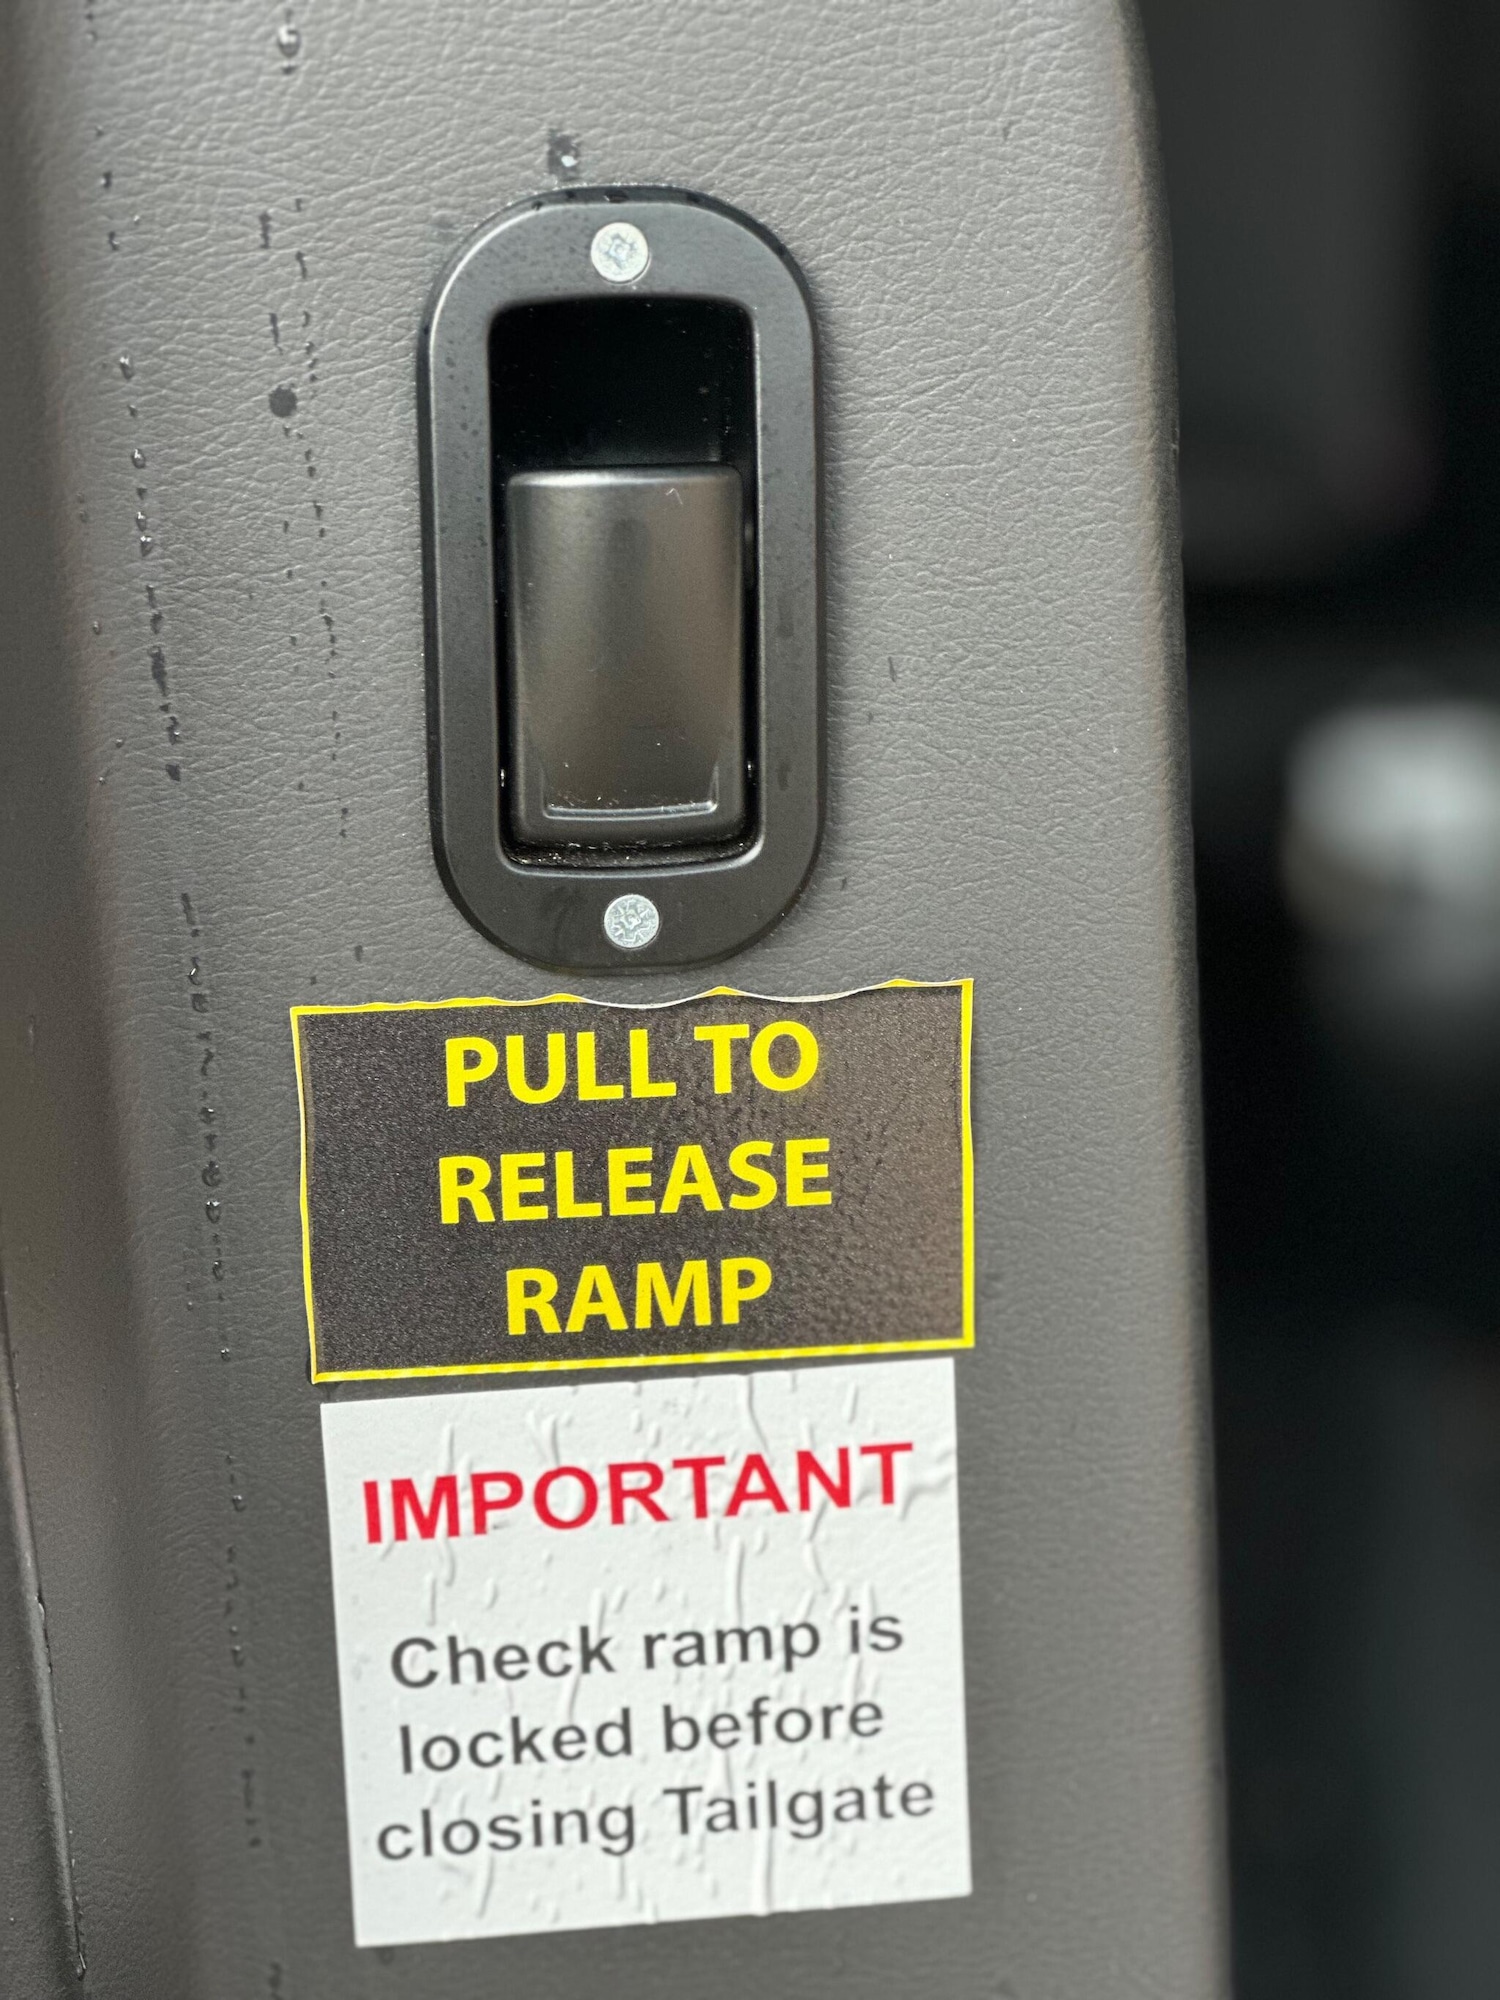 PULL TO
RELEASE
RAMP
IMPORTANT
Check ramp is
locked before
closing Tailgate